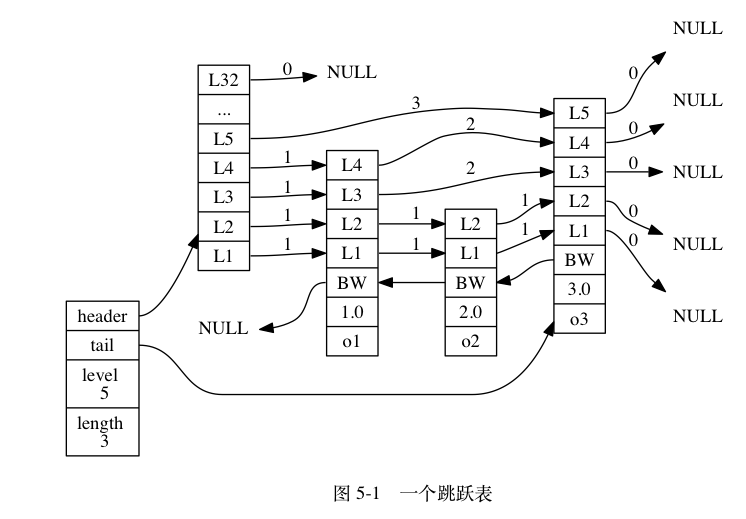 NULL
L32
0
NULL
...
L5
L4
L3
L2
L1
3
2
2
1
1
1
1
L4
L3
L2
L1
BW
1.0
o1
1
1
L2
L1
BW
2.0
o2
1
1
L5
L4
L3
L2
L1
BW
3.0
o3
0
0
0
0
0
NULL
NULL
NULL
NULL
NULL
header
tail
level
5
length
3
图 5-1 一个跳跃表